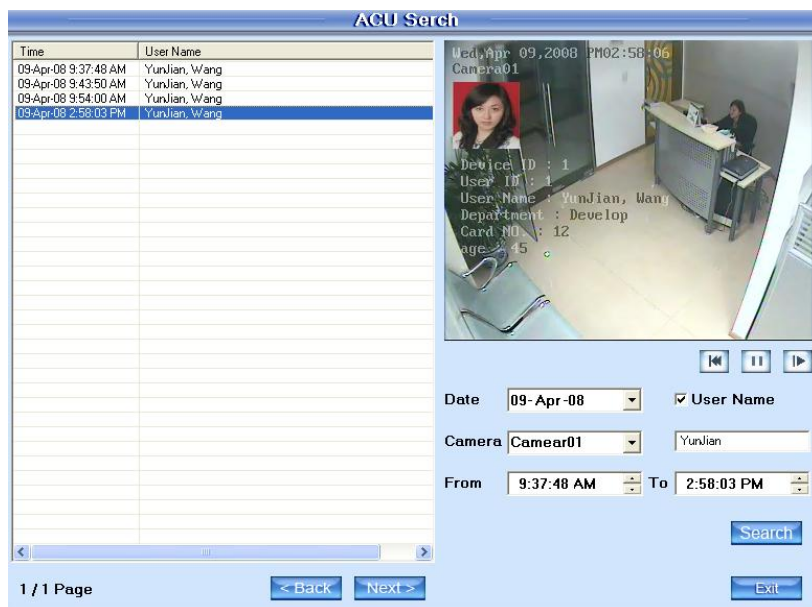 ACU Serch
Time User Name
09-Apr-08 9:37:48 AM YunJian, Wang
09-Apr-08 9:43:50 AM YunJian, Wang
09-Apr-08 9:54:00 AM YunJian, Wang
09-Apr-08 2:58:03 PM YunJian, Wang
Wed,Apr 09,2008 PM02:58:06
Camera01
Device ID : 1
User ID : 1
User Name : YunJian, Wang
Department : Develop
Card NO. : 12
age : 45
Date 09-Apr-08 User Name
Camera Camear01 YunJian
From 9:37:48 AM To 2:58:03 PM
Search
1 / 1 Page < Back Next > Exit